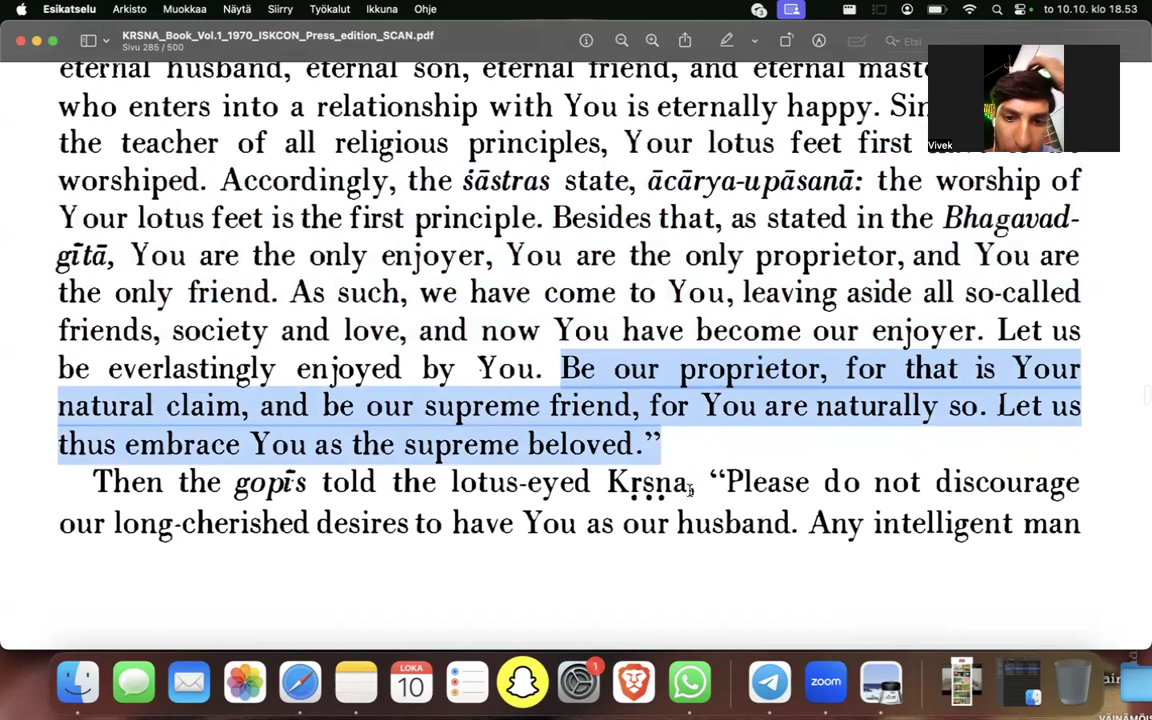 Esikatselu Arkisto Muokkaa Näytä Siirry Työkalut Ikkuna Ohje 3 to 10.10. klo 18.53
KRSNA_Book_Vol.1_1970_ISKCON_Press_edition_SCAN.pdf
Sivu 285 / 500
Etsi
Vivek
eternal husband, eternal son, eternal friend, and eternal
who enters into a relationship with You is eternally happy.
the teacher of all religious principles, Your lotus feet first
worshiped. Accordingly, the śāstras state, ācārya-upāsanā: the worship of
Your lotus feet is the first principle. Besides that, as stated in the Bhagavad-
gītā, You are the only enjoyer, You are the only proprietor, and You are
the only friend. As such, we have come to You, leaving aside all so-called
friends, society and love, and now You have become our enjoyer. Let us
be everlastingly enjoyed by You. Be our proprietor, for that is Your
natural claim, and be our supreme friend, for You are naturally so. Let us
thus embrace You as the supreme beloved.”
Then the gopīs told the lotus-eyed Kṛṣṇa, “Please do not discourage
our long-cherished desires to have You as our husband. Any intelligent man
LOKA
10
1
zoom